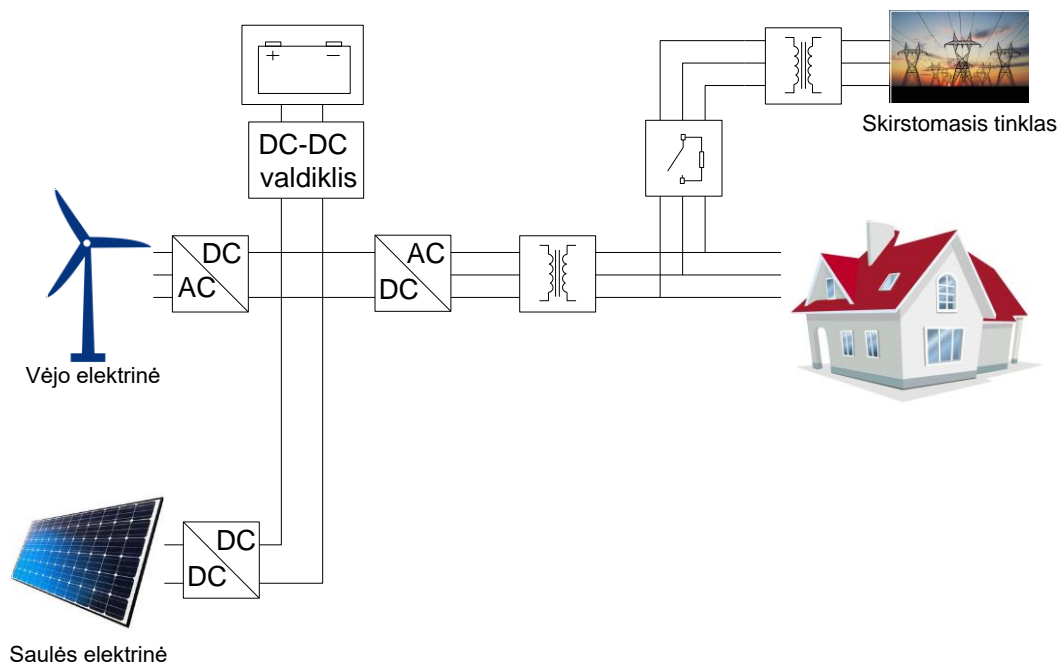 + −
DC-DC
valdiklis
Skirstomasis tinklas
DC
AC
AC
DC
Vėjo elektrinė
DC
DC
Saulės elektrinė